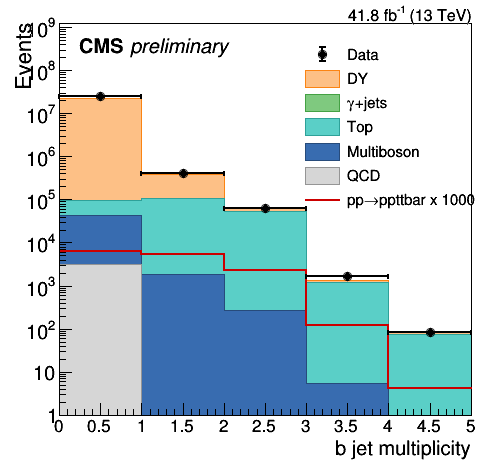 41.8 fb⁻¹ (13 TeV)
CMS preliminary
Events
Data
DY
γ+jets
Top
Multiboson
QCD
pp→ppttbar x 1000
10⁹
10⁸
10⁷
10⁶
10⁵
10⁴
10³
10²
10
1
0 0.5 1 1.5 2 2.5 3 3.5 4 4.5 5
b jet multiplicity